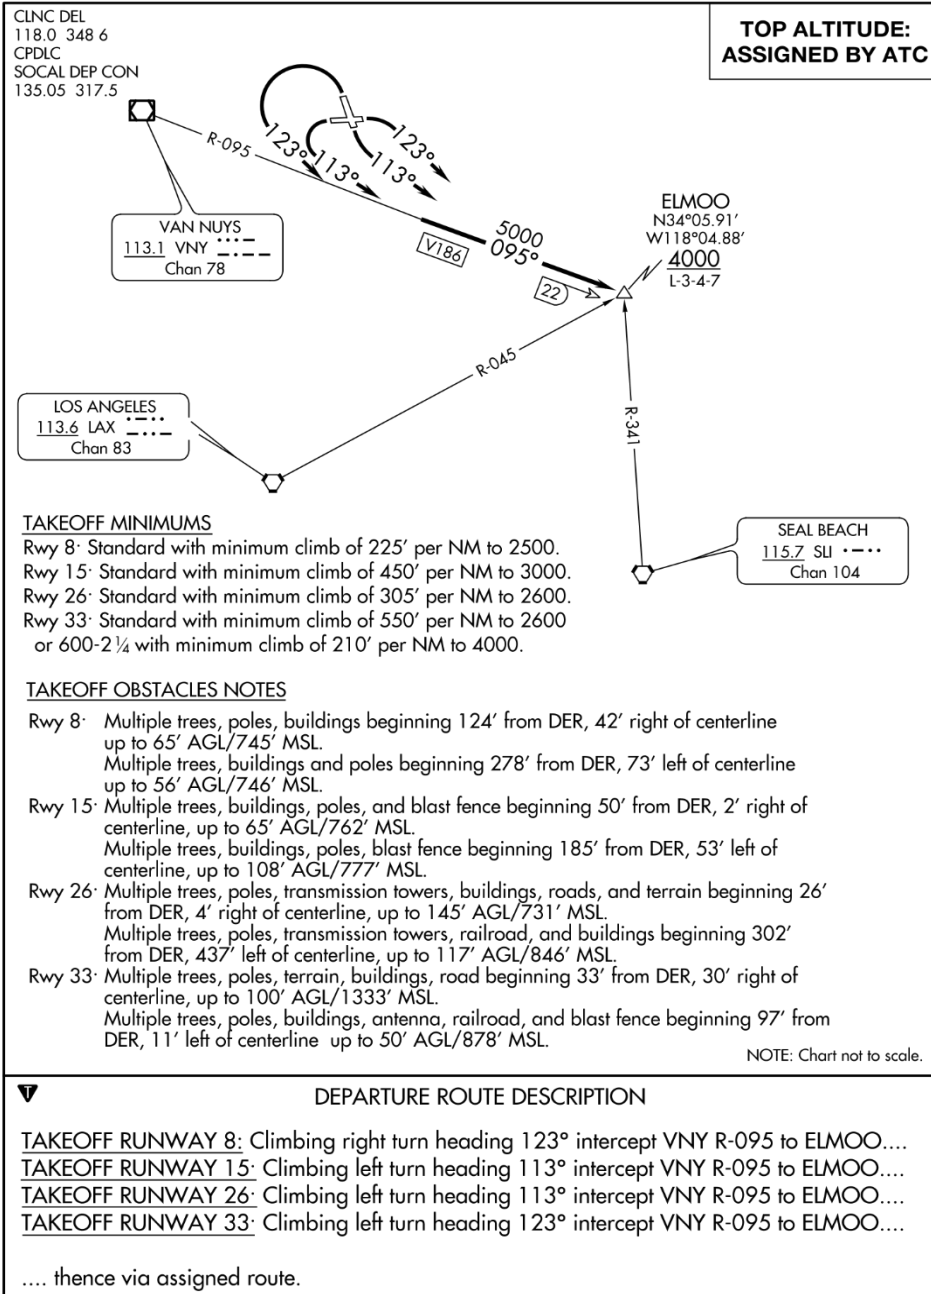 CLNC DEL
118.0 348 6
CPDLC
SOCAL DEP CON
135.05 317.5
TOP ALTITUDE:
ASSIGNED BY ATC
R-095
123°
113°
113°
123°
VAN NUYS
113.1 VNY
Chan 78
V186
5000
095°
22
ELMOO
N34°05.91′
W118°04.88′
4000
L-3-4-7
R-045
R-341
LOS ANGELES
113.6 LAX
Chan 83
SEAL BEACH
115.7 SLI
Chan 104
TAKEOFF MINIMUMS
Rwy 8· Standard with minimum climb of 225′ per NM to 2500.
Rwy 15· Standard with minimum climb of 450′ per NM to 3000.
Rwy 26· Standard with minimum climb of 305′ per NM to 2600.
Rwy 33· Standard with minimum climb of 550′ per NM to 2600
or 600-2¼ with minimum climb of 210′ per NM to 4000.
TAKEOFF OBSTACLES NOTES
Rwy 8· Multiple trees, poles, buildings beginning 124′ from DER, 42′ right of centerline
up to 65′ AGL/745′ MSL.
Multiple trees, buildings and poles beginning 278′ from DER, 73′ left of centerline
up to 56′ AGL/746′ MSL.
Rwy 15· Multiple trees, buildings, poles, and blast fence beginning 50′ from DER, 2′ right of
centerline, up to 65′ AGL/762′ MSL.
Multiple trees, buildings, poles, blast fence beginning 185′ from DER, 53′ left of
centerline, up to 108′ AGL/777′ MSL.
Rwy 26· Multiple trees, poles, transmission towers, buildings, roads, and terrain beginning 26′
from DER, 4′ right of centerline, up to 145′ AGL/731′ MSL.
Multiple trees, poles, transmission towers, railroad, and buildings beginning 302′
from DER, 437′ left of centerline, up to 117′ AGL/846′ MSL.
Rwy 33· Multiple trees, poles, terrain, buildings, road beginning 33′ from DER, 30′ right of
centerline, up to 100′ AGL/1333′ MSL.
Multiple trees, poles, buildings, antenna, railroad, and blast fence beginning 97′ from
DER, 11′ left of centerline up to 50′ AGL/878′ MSL.
NOTE: Chart not to scale.
T
DEPARTURE ROUTE DESCRIPTION
TAKEOFF RUNWAY 8: Climbing right turn heading 123° intercept VNY R-095 to ELMOO....
TAKEOFF RUNWAY 15· Climbing left turn heading 113° intercept VNY R-095 to ELMOO....
TAKEOFF RUNWAY 26· Climbing left turn heading 113° intercept VNY R-095 to ELMOO....
TAKEOFF RUNWAY 33· Climbing left turn heading 123° intercept VNY R-095 to ELMOO....
.... thence via assigned route.